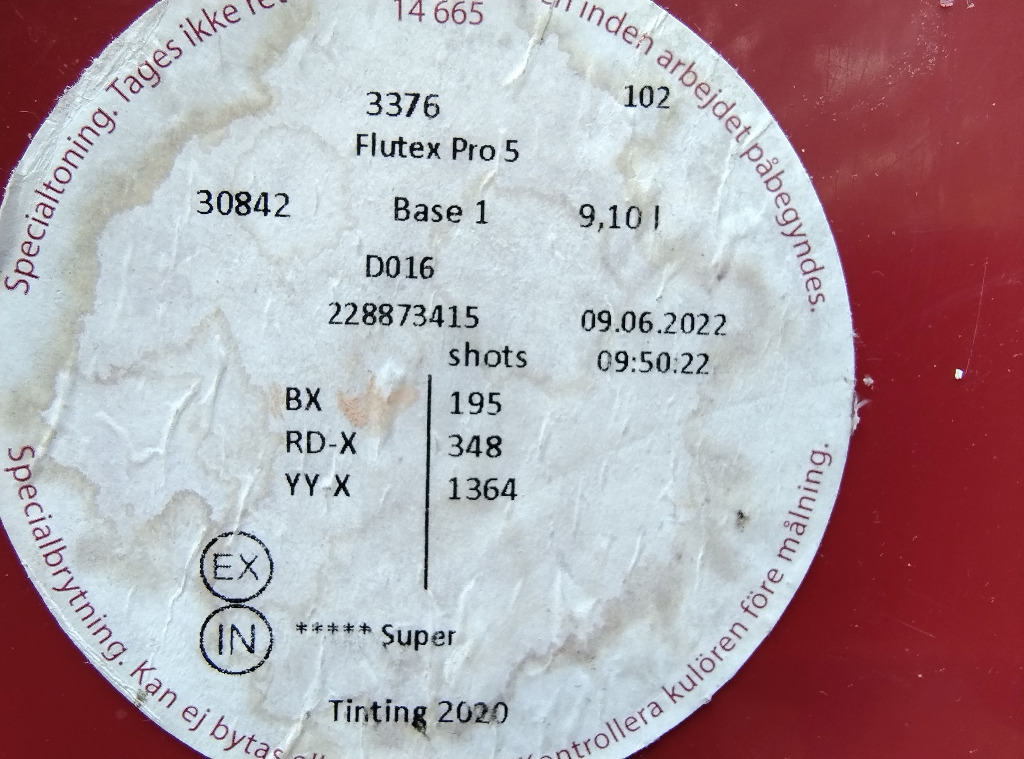 Specialtoning. Tages ikke
inden arbejdet påbegyndes.
14 665
3376 102
Flutex Pro 5
30842 Base 1 9,10 l
D016
228873415 09.06.2022
shots 09:50:22
BX 195
RD-X 348
YY-X 1364
EX
IN ***** Super
Tinting 2020
Specialbrytning. Kan ej bytas
Kontrollera kulören före målning.